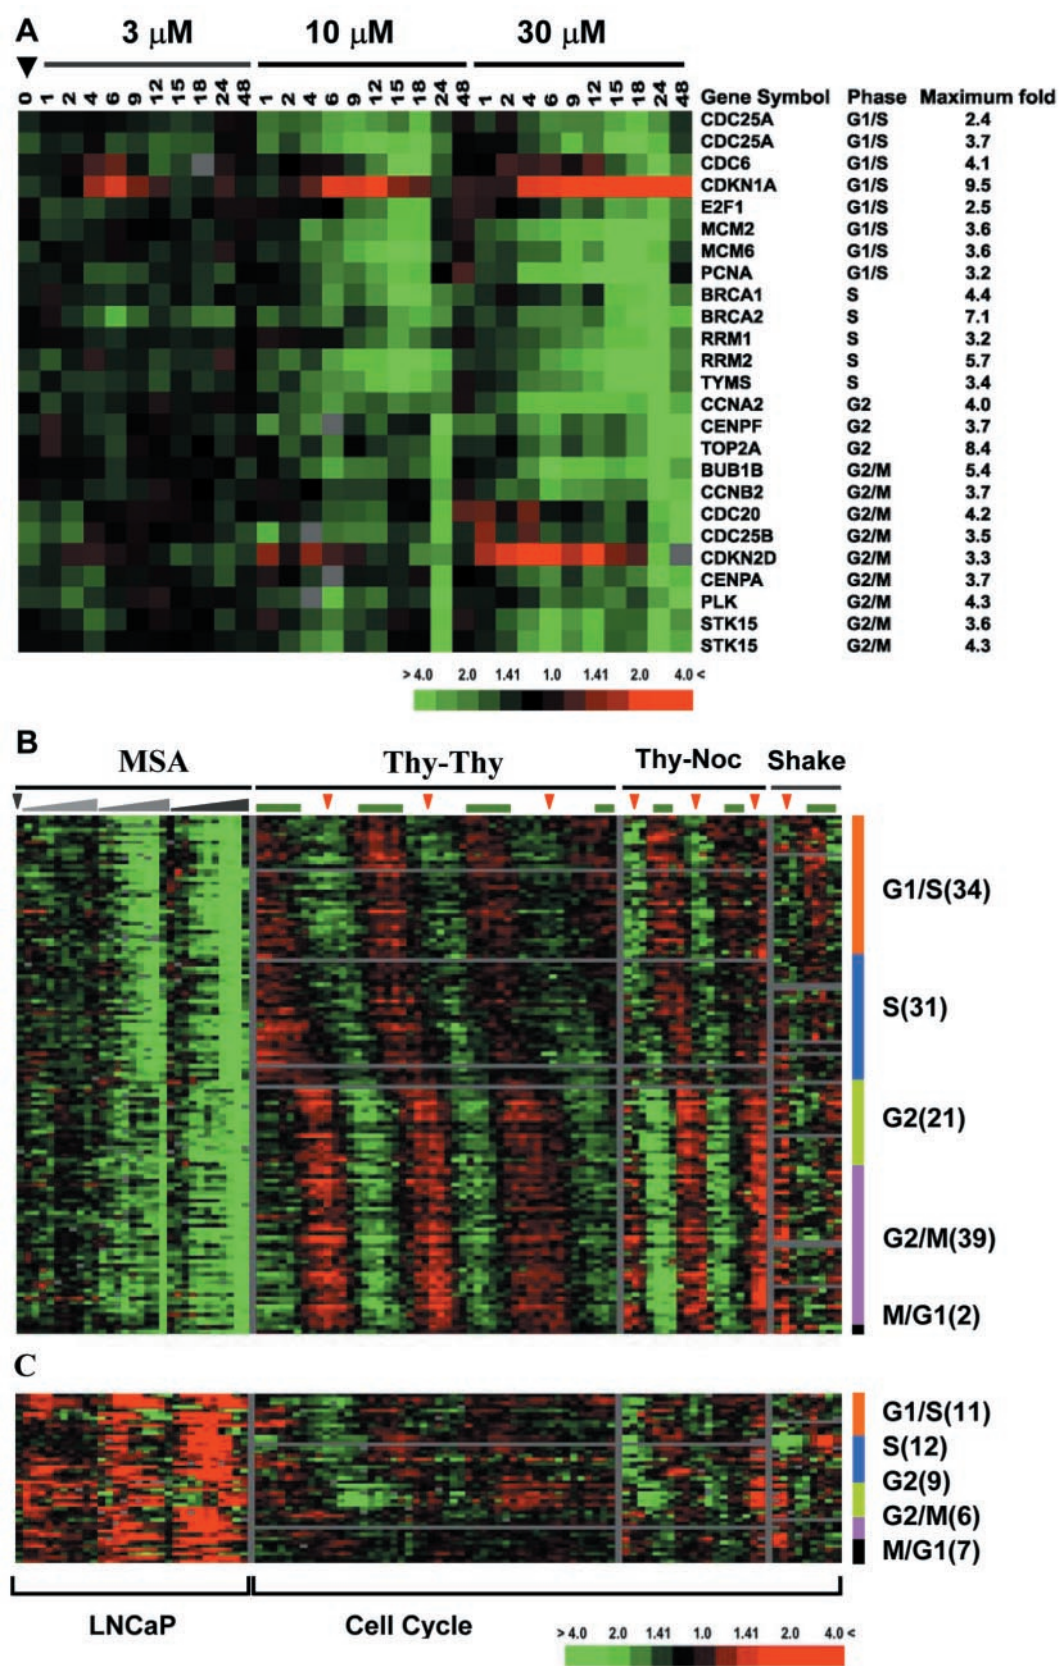 A
3 μM 10 μM 30 μM
0 1 2 4 6 9 12 15 18 24 48 1 2 4 6 9 12 15 18 24 48 1 2 4 6 9 12 15 18 24 48
Gene Symbol Phase Maximum fold
CDC25A G1/S 2.4
CDC25A G1/S 3.7
CDC6 G1/S 4.1
CDKN1A G1/S 9.5
E2F1 G1/S 2.5
MCM2 G1/S 3.6
MCM6 G1/S 3.6
PCNA G1/S 3.2
BRCA1 S 4.4
BRCA2 S 7.1
RRM1 S 3.2
RRM2 S 5.7
TYMS S 3.4
CCNA2 G2 4.0
CENPF G2 3.7
TOP2A G2 8.4
BUB1B G2/M 5.4
CCNB2 G2/M 3.7
CDC20 G2/M 4.2
CDC25B G2/M 3.5
CDKN2D G2/M 3.3
CENPA G2/M 3.7
PLK G2/M 4.3
STK15 G2/M 3.6
STK15 G2/M 4.3
> 4.0 2.0 1.41 1.0 1.41 2.0 4.0 <
B
MSA Thy-Thy Thy-Noc Shake
G1/S(34)
S(31)
G2(21)
G2/M(39)
M/G1(2)
C
G1/S(11)
S(12)
G2(9)
G2/M(6)
M/G1(7)
LNCaP Cell Cycle
> 4.0 2.0 1.41 1.0 1.41 2.0 4.0 <